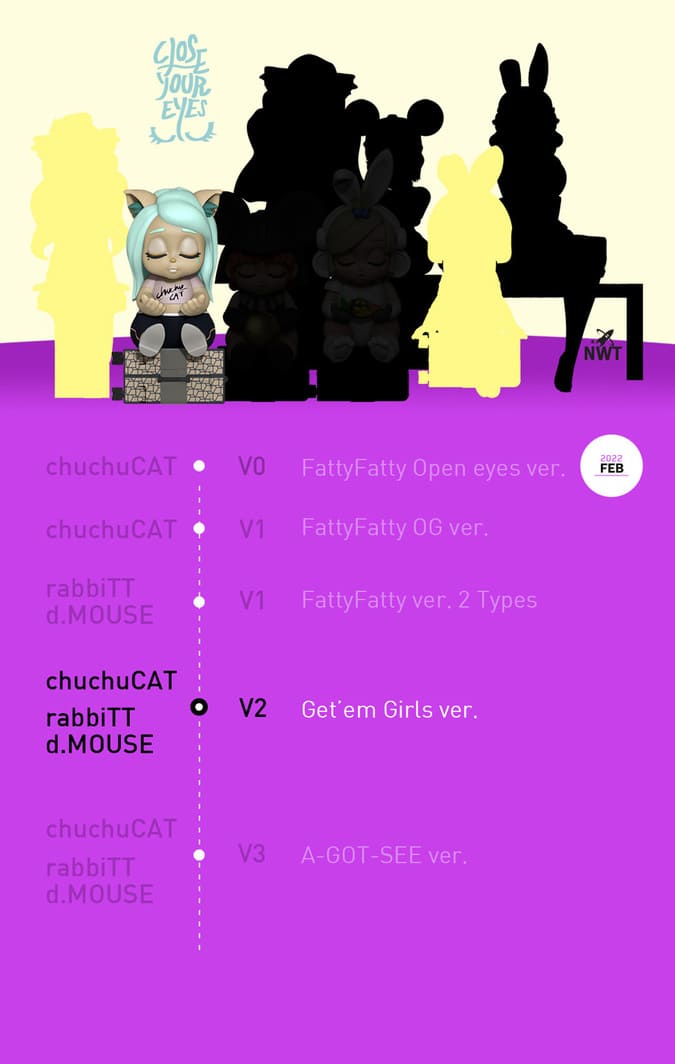 CLOSE
YOUR
EYES
chuchu
CAT
NWT
chuchuCAT V0 FattyFatty Open eyes ver.
2022
FEB
chuchuCAT V1 FattyFatty OG ver.
rabbiTT
d.MOUSE V1 FattyFatty ver. 2 Types
chuchuCAT
rabbiTT V2 Get'em Girls ver.
d.MOUSE
chuchuCAT
rabbiTT V3 A-GOT-SEE ver.
d.MOUSE